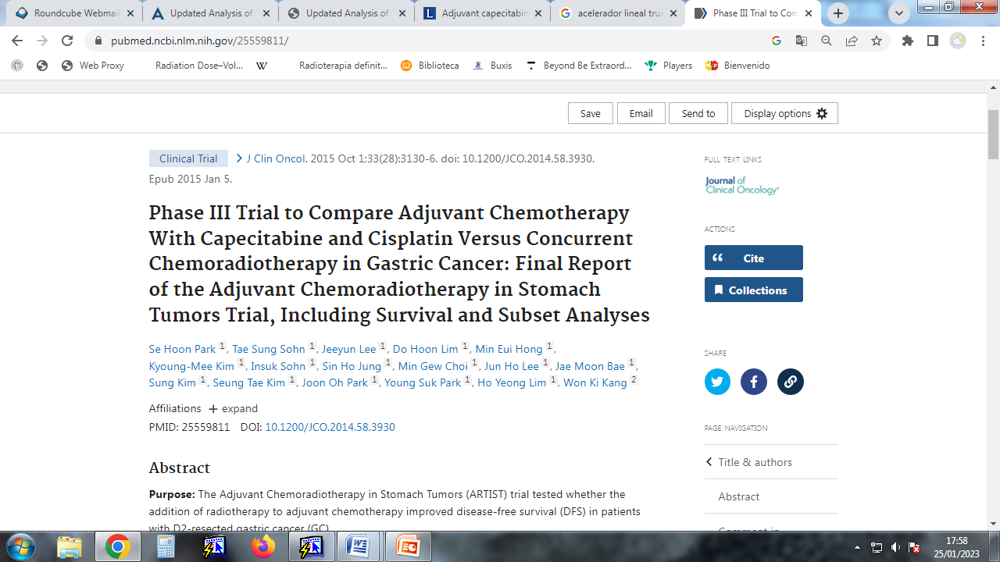 Roundcube Webmail
Updated Analysis of
Updated Analysis of
Adjuvant capecitabin
acelerador lineal true
Phase III Trial to Com
pubmed.ncbi.nlm.nih.gov/25559811/
Web Proxy
Radiation Dose–Vol...
W
Radioterapia definit...
Biblioteca
Buxis
Beyond Be Extraord...
Players
Bienvenido
Save
Email
Send to
Display options
Clinical Trial
J Clin Oncol. 2015 Oct 1;33(28):3130-6. doi: 10.1200/JCO.2014.58.3930.
Epub 2015 Jan 5.
Phase III Trial to Compare Adjuvant Chemotherapy
With Capecitabine and Cisplatin Versus Concurrent
Chemoradiotherapy in Gastric Cancer: Final Report
of the Adjuvant Chemoradiotherapy in Stomach
Tumors Trial, Including Survival and Subset Analyses
Se Hoon Park 1, Tae Sung Sohn 1, Jeeyun Lee 1, Do Hoon Lim 1, Min Eui Hong 1,
Kyoung-Mee Kim 1, Insuk Sohn 1, Sin Ho Jung 1, Min Gew Choi 1, Jun Ho Lee 1, Jae Moon Bae 1,
Sung Kim 1, Seung Tae Kim 1, Joon Oh Park 1, Young Suk Park 1, Ho Yeong Lim 1, Won Ki Kang 2
Affiliations + expand
PMID: 25559811 DOI: 10.1200/JCO.2014.58.3930
Abstract
Purpose: The Adjuvant Chemoradiotherapy in Stomach Tumors (ARTIST) trial tested whether the
addition of radiotherapy to adjuvant chemotherapy improved disease-free survival (DFS) in patients
with D2-resected gastric cancer (GC).
FULL TEXT LINKS
Journal of
Clinical Oncology®
ACTIONS
Cite
Collections
SHARE
PAGE NAVIGATION
Title & authors
Abstract
Comment in
17:58
25/01/2023